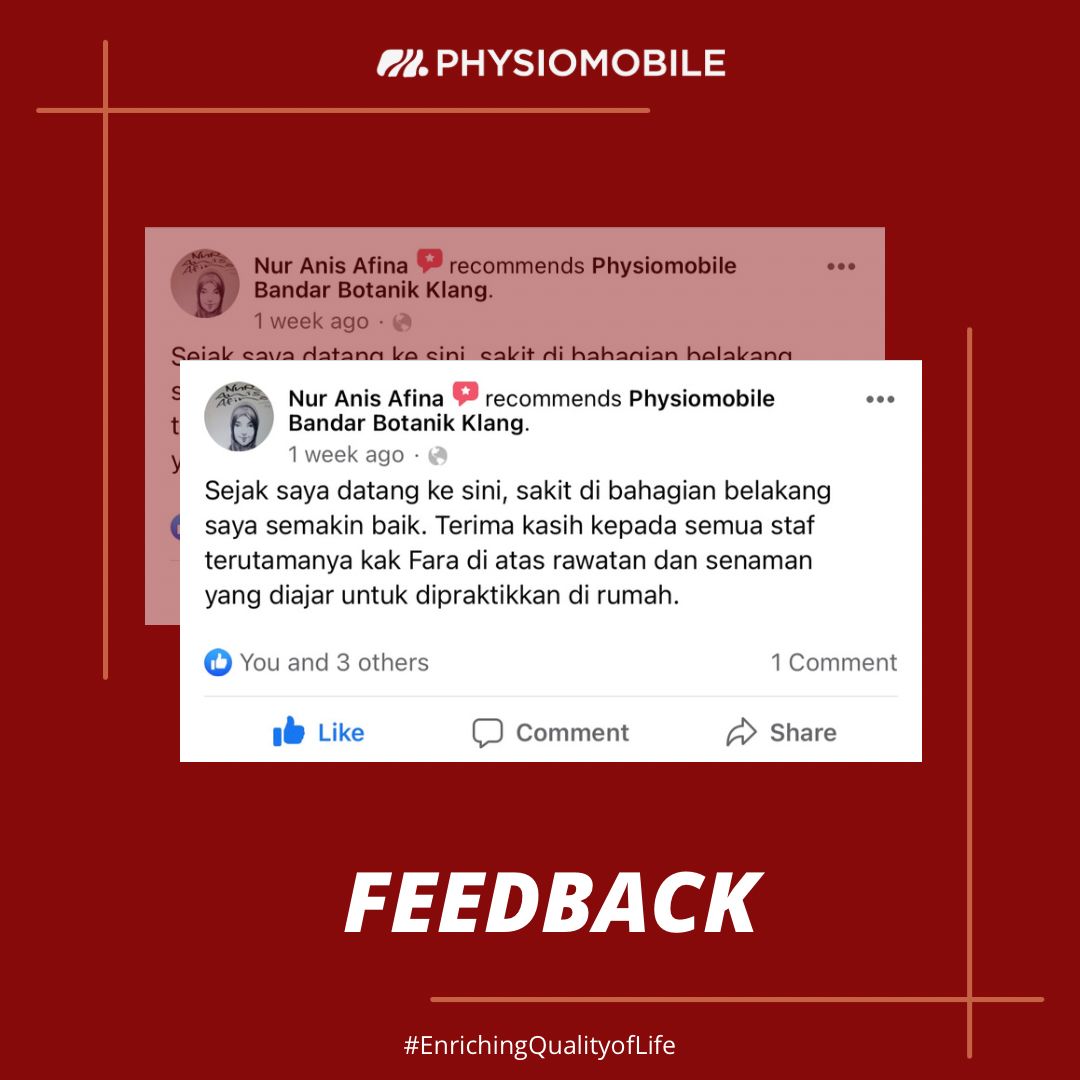 PHYSIOMOBILE
Nur Anis Afina recommends Physiomobile
Bandar Botanik Klang.
1 week ago ·
Sejak saya datang ke sini, sakit di bahagian belakang
Nur Anis Afina recommends Physiomobile
Bandar Botanik Klang.
1 week ago ·
Sejak saya datang ke sini, sakit di bahagian belakang
saya semakin baik. Terima kasih kepada semua staf
terutamanya kak Fara di atas rawatan dan senaman
yang diajar untuk dipraktikkan di rumah.
You and 3 others 1 Comment
Like Comment Share
FEEDBACK
#EnrichingQualityofLife